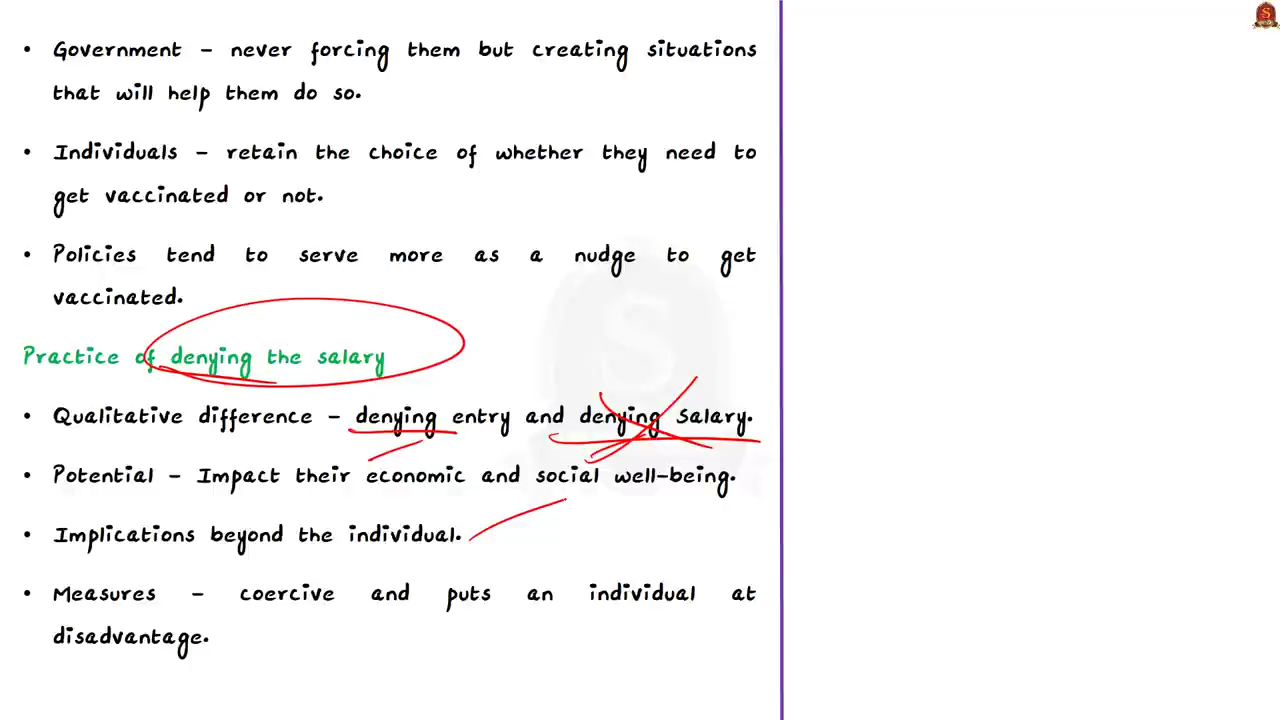 • Government – never forcing them but creating situations
that will help them do so.
• Individuals – retain the choice of whether they need to
get vaccinated or not.
• Policies tend to serve more as a nudge to get
vaccinated.
Practice of denying the salary
• Qualitative difference – denying entry and denying salary.
• Potential – Impact their economic and social well-being.
• Implications beyond the individual.
• Measures – coercive and puts an individual at
disadvantage.